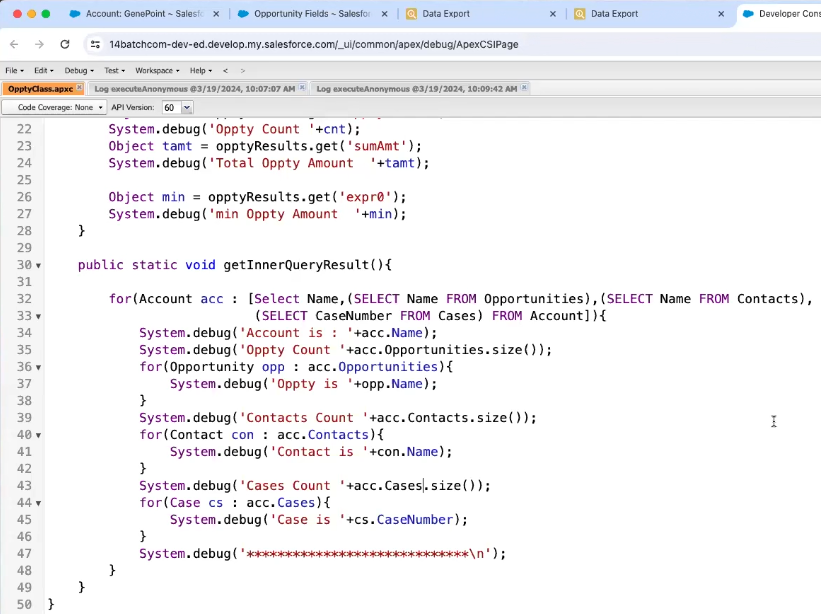 Account: GenePoint ~ Salesf
Opportunity Fields ~ Salesfor
Data Export
Data Export
Developer Cons
14batchcom-dev-ed.develop.my.salesforce.com/_ui/common/apex/debug/ApexCSIPage
File Edit Debug Test Workspace Help < >
OpptyClass.apxc Log executeAnonymous @3/19/2024, 10:07:07 AM Log executeAnonymous @3/19/2024, 10:09:42 AM
Code Coverage: None API Version: 60
22 System.debug('Oppty Count '+cnt);
23 Object tamt = opptyResults.get('sumAmt');
24 System.debug('Total Oppty Amount  '+tamt);
25
26 Object min = opptyResults.get('expr0');
27 System.debug('min Oppty Amount  '+min);
28 }
29
30 public static void getInnerQueryResult(){
31
32 for(Account acc : [Select Name,(SELECT Name FROM Opportunities),(SELECT Name FROM Contacts),
33 (SELECT CaseNumber FROM Cases) FROM Account]){
34 System.debug('Account is : '+acc.Name);
35 System.debug('Oppty Count '+acc.Opportunities.size());
36 for(Opportunity opp : acc.Opportunities){
37 System.debug('Oppty is '+opp.Name);
38 }
39 System.debug('Contacts Count '+acc.Contacts.size());
40 for(Contact con : acc.Contacts){
41 System.debug('Contact is '+con.Name);
42 }
43 System.debug('Cases Count '+acc.Cases.size());
44 for(Case cs : acc.Cases){
45 System.debug('Case is '+cs.CaseNumber);
46 }
47 System.debug('*****************************\n');
48 }
49 }
50 }